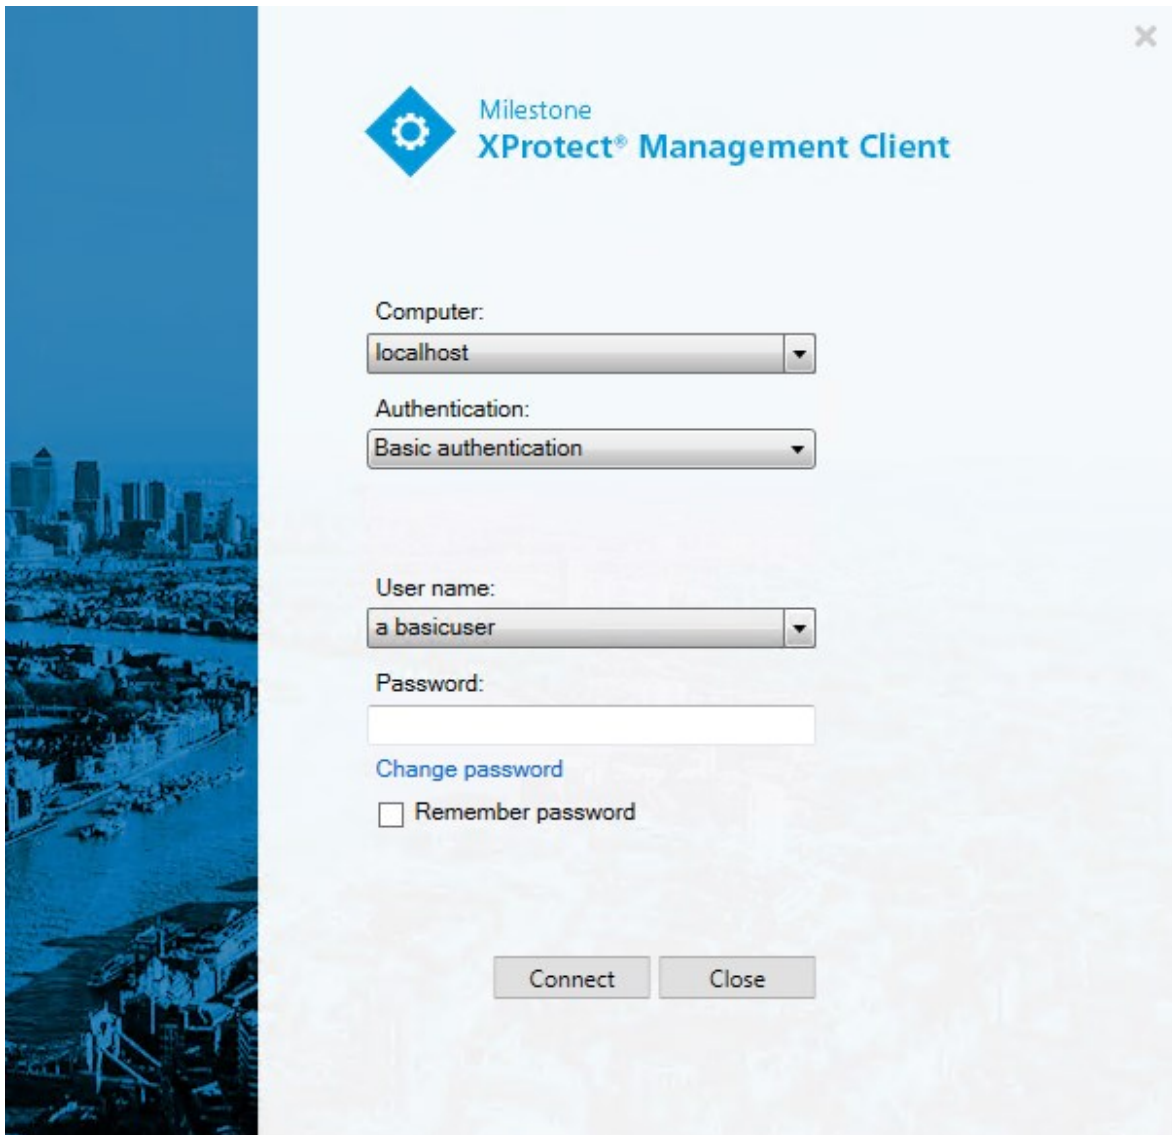 Milestone
XProtect® Management Client
Computer:
localhost
Authentication:
Basic authentication
User name:
a basicuser
Password:
Change password
Remember password
Connect
Close